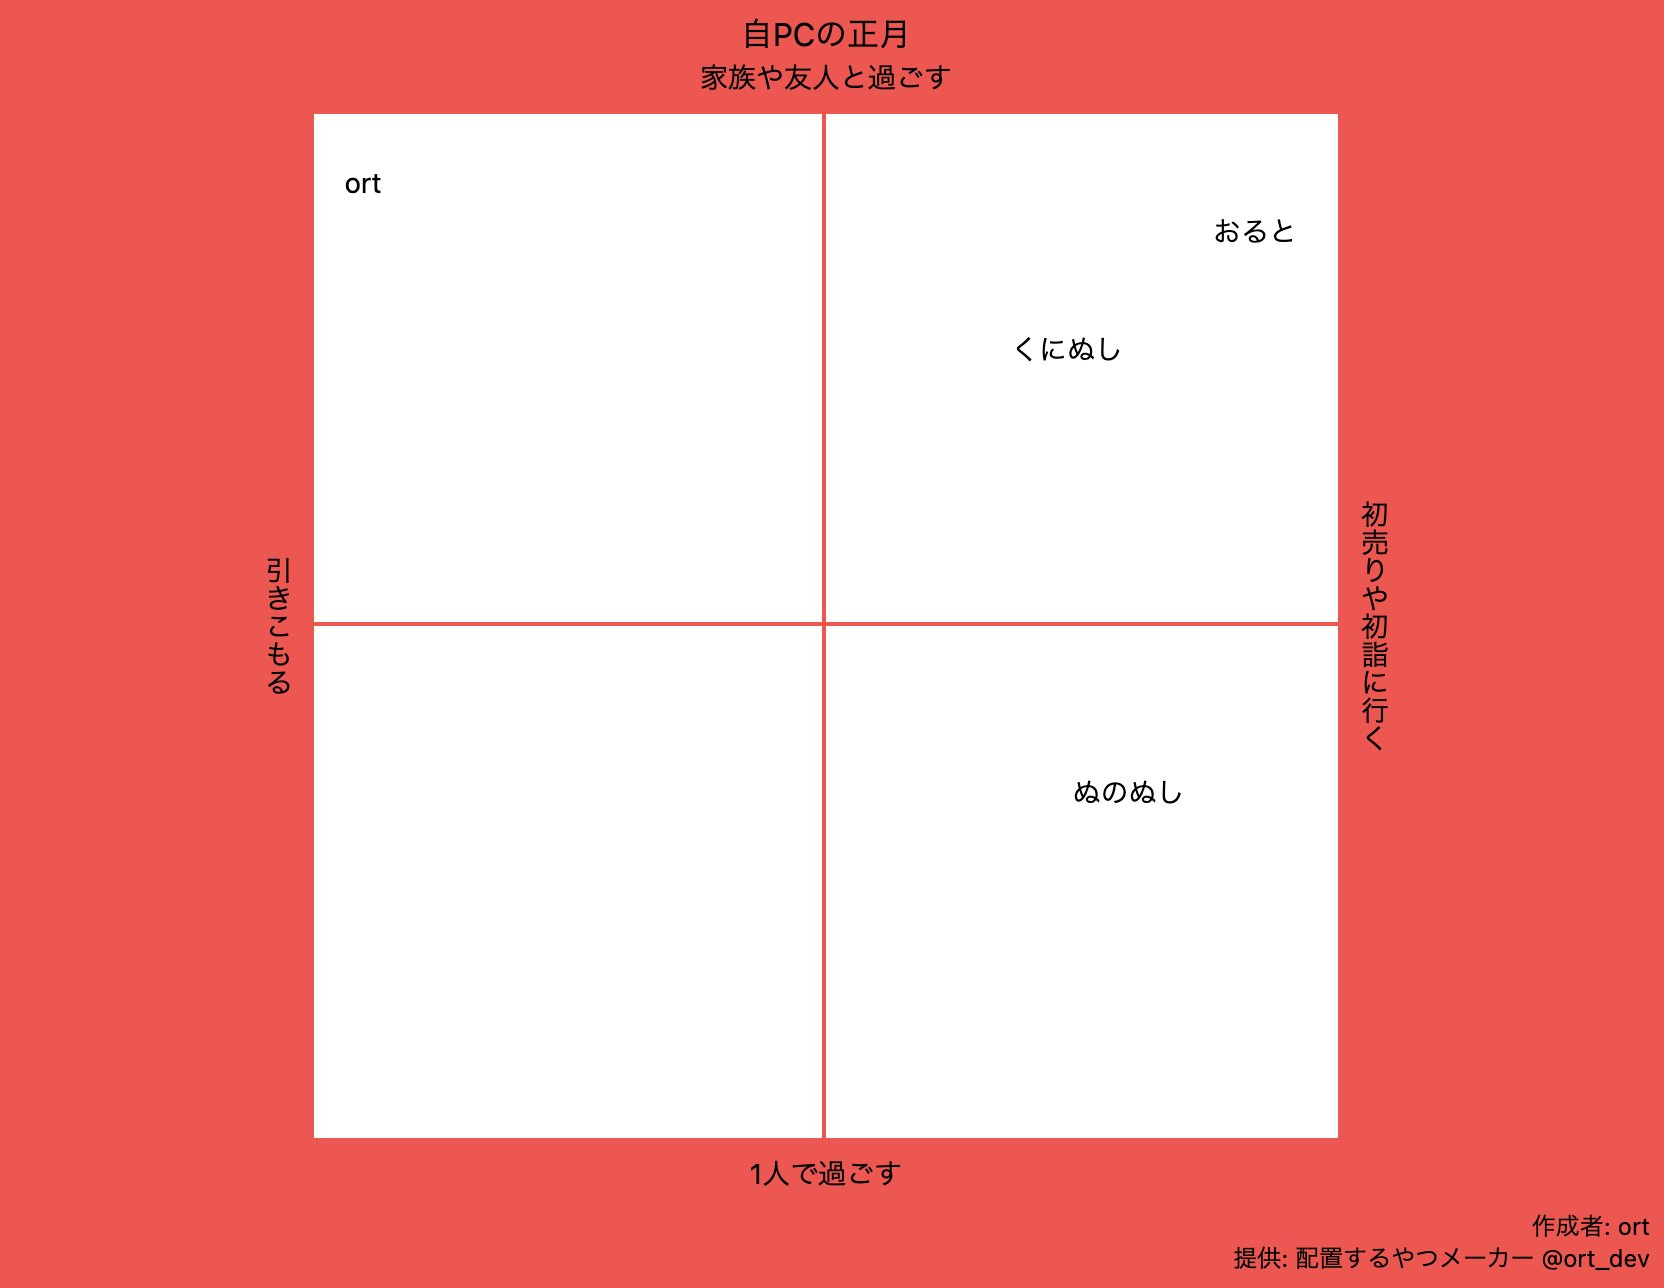 自PCの正月
家族や友人と過ごす
ort
おると
くにぬし
引きこもる
初売りや初詣に行く
ぬのぬし
1人で過ごす
作成者: ort
提供: 配置するやつメーカー @ort_dev